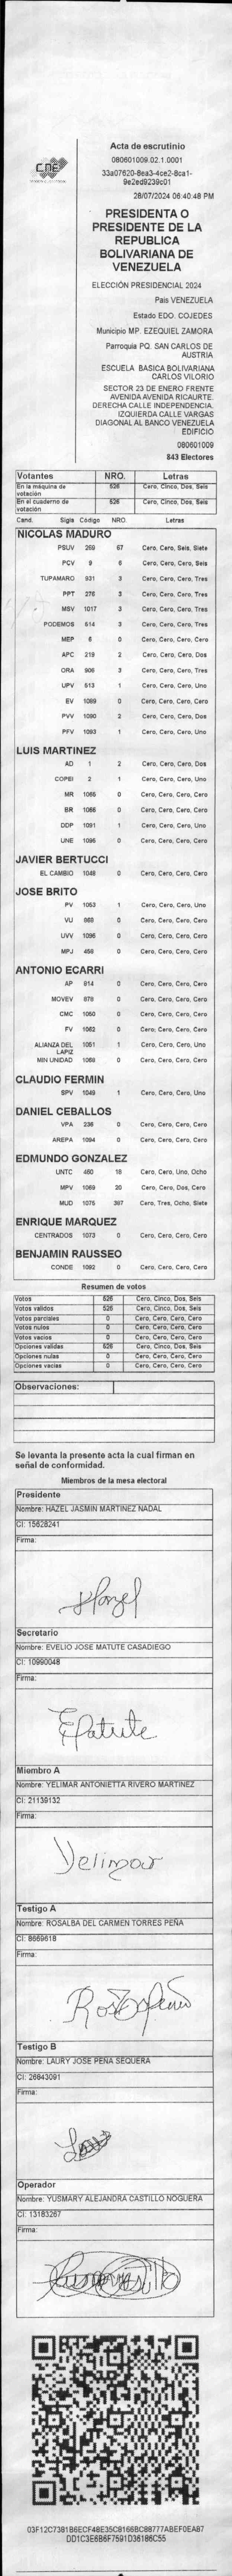 CNE
Acta de escrutinio
080601009.02.1.0001
33a07620-8ea3-4ce2-8ca1-
9e2ed9239c01
28/07/2024 06:40:48 PM
PRESIDENTA O
PRESIDENTE DE LA
REPUBLICA
BOLIVARIANA DE
VENEZUELA
ELECCIÓN PRESIDENCIAL 2024
País VENEZUELA
Estado EDO. COJEDES
Municipio MP. EZEQUIEL ZAMORA
Parroquia PQ. SAN CARLOS DE
AUSTRIA
ESCUELA BASICA BOLIVARIANA
CARLOS VILORIO
SECTOR 23 DE ENERO FRENTE
AVENIDA AVENIDA RICAURTE.
DERECHA CALLE INDEPENDENCIA.
IZQUIERDA CALLE VARGAS
DIAGONAL AL BANCO VENEZUELA
EDIFICIO
080601009
843 Electores
Votantes NRO. Letras
En la máquina de votación 526 Cero, Cinco, Dos, Seis
En el cuaderno de votación 526 Cero, Cinco, Dos, Seis
Cand. Sigla Código NRO. Letras
NICOLAS MADURO
PSUV 269 67 Cero, Cero, Seis, Siete
PCV 9 6 Cero, Cero, Cero, Seis
TUPAMARO 931 3 Cero, Cero, Cero, Tres
PPT 276 3 Cero, Cero, Cero, Tres
MSV 1017 3 Cero, Cero, Cero, Tres
PODEMOS 514 3 Cero, Cero, Cero, Tres
MEP 6 0 Cero, Cero, Cero, Cero
APC 219 2 Cero, Cero, Cero, Dos
ORA 906 3 Cero, Cero, Cero, Tres
UPV 513 1 Cero, Cero, Cero, Uno
EV 1089 0 Cero, Cero, Cero, Cero
PVV 1090 2 Cero, Cero, Cero, Dos
PFV 1093 1 Cero, Cero, Cero, Uno
LUIS MARTINEZ
AD 1 2 Cero, Cero, Cero, Dos
COPEI 2 1 Cero, Cero, Cero, Uno
MR 1065 0 Cero, Cero, Cero, Cero
BR 1066 0 Cero, Cero, Cero, Cero
DDP 1091 1 Cero, Cero, Cero, Uno
UNE 1095 0 Cero, Cero, Cero, Cero
JAVIER BERTUCCI
EL CAMBIO 1048 0 Cero, Cero, Cero, Cero
JOSE BRITO
PV 1053 1 Cero, Cero, Cero, Uno
VU 0 Cero, Cero, Cero, Cero
UVV 1096 0 Cero, Cero, Cero, Cero
MPJ 458 0 Cero, Cero, Cero, Cero
ANTONIO ECARRI
AP 914 0 Cero, Cero, Cero, Cero
MOVEV 0 Cero, Cero, Cero, Cero
CMC 1050 0 Cero, Cero, Cero, Cero
FV 1062 0 Cero, Cero, Cero, Cero
ALIANZA DEL LAPIZ 1051 1 Cero, Cero, Cero, Uno
MIN UNIDAD 1088 0 Cero, Cero, Cero, Cero
CLAUDIO FERMIN
SPV 1049 1 Cero, Cero, Cero, Uno
DANIEL CEBALLOS
VPA 236 0 Cero, Cero, Cero, Cero
AREPA 1094 0 Cero, Cero, Cero, Cero
EDMUNDO GONZALEZ
UNTC 460 18 Cero, Cero, Uno, Ocho
MPV 1069 20 Cero, Cero, Dos, Cero
MUD 1075 387 Cero, Tres, Ocho, Siete
ENRIQUE MARQUEZ
CENTRADOS 1073 0 Cero, Cero, Cero, Cero
BENJAMIN RAUSSEO
CONDE 1092 0 Cero, Cero, Cero, Cero
Resumen de votos
Votos 526 Cero, Cinco, Dos, Seis
Votos validos 526 Cero, Cinco, Dos, Seis
Votos parciales 0 Cero, Cero, Cero, Cero
Votos nulos 0 Cero, Cero, Cero, Cero
Votos vacios 0 Cero, Cero, Cero, Cero
Opciones validas 526 Cero, Cinco, Dos, Seis
Opciones nulas 0 Cero, Cero, Cero, Cero
Opciones vacias 0 Cero, Cero, Cero, Cero
Observaciones:
Se levanta la presente acta la cual firman en
señal de conformidad.
Miembros de la mesa electoral
Presidente
Nombre: HAZEL JASMIN MARTINEZ NADAL
CI: 15628241
Firma:
Hazel
Secretario
Nombre: EVELIO JOSE MATUTE CASADIEGO
CI: 10990048
Firma:
EMatute
Miembro A
Nombre: YELIMAR ANTONIETTA RIVERO MARTINEZ
CI: 21139132
Firma:
Yelimar
Testigo A
Nombre: ROSALBA DEL CARMEN TORRES PEÑA
CI: 8669618
Firma:
Testigo B
Nombre: LAURY JOSE PEÑA SEQUERA
CI: 26843091
Firma:
Operador
Nombre: YUSMARY ALEJANDRA CASTILLO NOGUERA
CI: 13183267
Firma:
03F12C7381B6ECF48E35C8166BC88777ABEF0EAB7
DD1C3E6B6F7591D36186C55